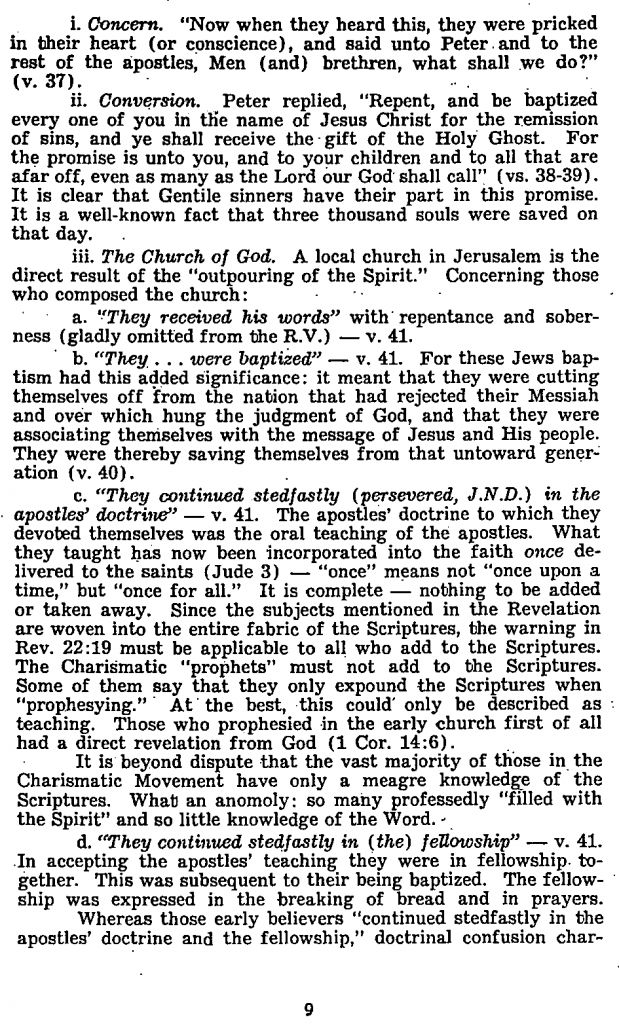 i. Concern. "Now when they heard this, they were pricked
in their heart (or conscience), and said unto Peter and to the
rest of the apostles, Men (and) brethren, what shall we do?"
(v. 37).
ii. Conversion. Peter replied, "Repent, and be baptized
every one of you in the name of Jesus Christ for the remission
of sins, and ye shall receive the gift of the Holy Ghost. For
the promise is unto you, and to your children and to all that are
afar off, even as many as the Lord our God shall call" (vs. 38-39).
It is clear that Gentile sinners have their part in this promise.
It is a well-known fact that three thousand souls were saved on
that day.
iii. The Church of God. A local church in Jerusalem is the
direct result of the "outpouring of the Spirit." Concerning those
who composed the church:
a. "They received his words" with repentance and sober-
ness (gladly omitted from the R.V.) — v. 41.
b. "They . . . were baptized" — v. 41. For these Jews bap-
tism had this added significance: it meant that they were cutting
themselves off from the nation that had rejected their Messiah
and over which hung the judgment of God, and that they were
associating themselves with the message of Jesus and His people.
They were thereby saving themselves from that untoward gener-
ation (v. 40).
c. "They continued stedfastly (persevered, J.N.D.) in the
apostles' doctrine" — v. 41. The apostles' doctrine to which they
devoted themselves was the oral teaching of the apostles. What
they taught has now been incorporated into the faith once de-
livered to the saints (Jude 3) — "once" means not "once upon a
time," but "once for all." It is complete — nothing to be added
or taken away. Since the subjects mentioned in the Revelation
are woven into the entire fabric of the Scriptures, the warning in
Rev. 22:19 must be applicable to all who add to the Scriptures.
The Charismatic "prophets" must not add to the Scriptures.
Some of them say that they only expound the Scriptures when
"prophesying." At the best, this could only be described as
teaching. Those who prophesied in the early church first of all
had a direct revelation from God (1 Cor. 14:6).
It is beyond dispute that the vast majority of those in the
Charismatic Movement have only a meagre knowledge of the
Scriptures. What an anomoly: so many professedly "filled with
the Spirit" and so little knowledge of the Word.
d. "They continued stedfastly in (the) fellowship" — v. 41.
In accepting the apostles' teaching they were in fellowship to-
gether. This was subsequent to their being baptized. The fellow-
ship was expressed in the breaking of bread and in prayers.
Whereas those early believers "continued stedfastly in the
apostles' doctrine and the fellowship," doctrinal confusion char-
9